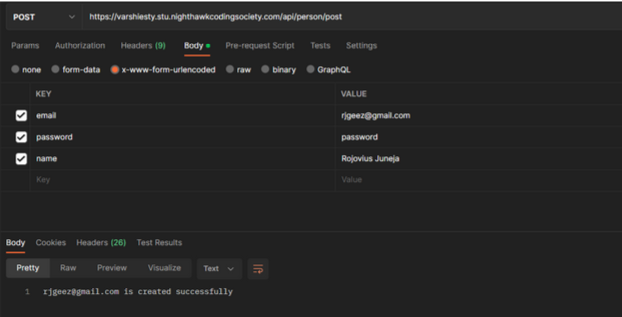 POST https://varshiesty.stu.nighthawkcodingsociety.com/api/person/post
Params Authorization Headers (9) Body Pre-request Script Tests Settings
none form-data x-www-form-urlencoded raw binary GraphQL
KEY VALUE
email rjgeez@gmail.com
password password
name Rojovius Juneja
Key Value
Body Cookies Headers (26) Test Results
Pretty Raw Preview Visualize Text
1 rjgeez@gmail.com is created successfully